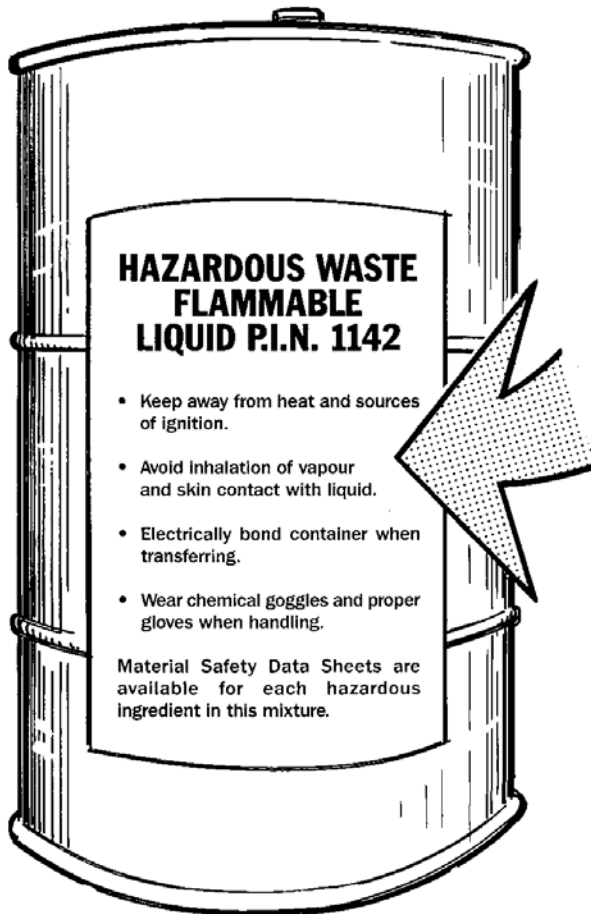 HAZARDOUS WASTE
FLAMMABLE
LIQUID P.I.N. 1142
• Keep away from heat and sources
of ignition.
• Avoid inhalation of vapour
and skin contact with liquid.
• Electrically bond container when
transferring.
• Wear chemical goggles and proper
gloves when handling.
Material Safety Data Sheets are
available for each hazardous
ingredient in this mixture.